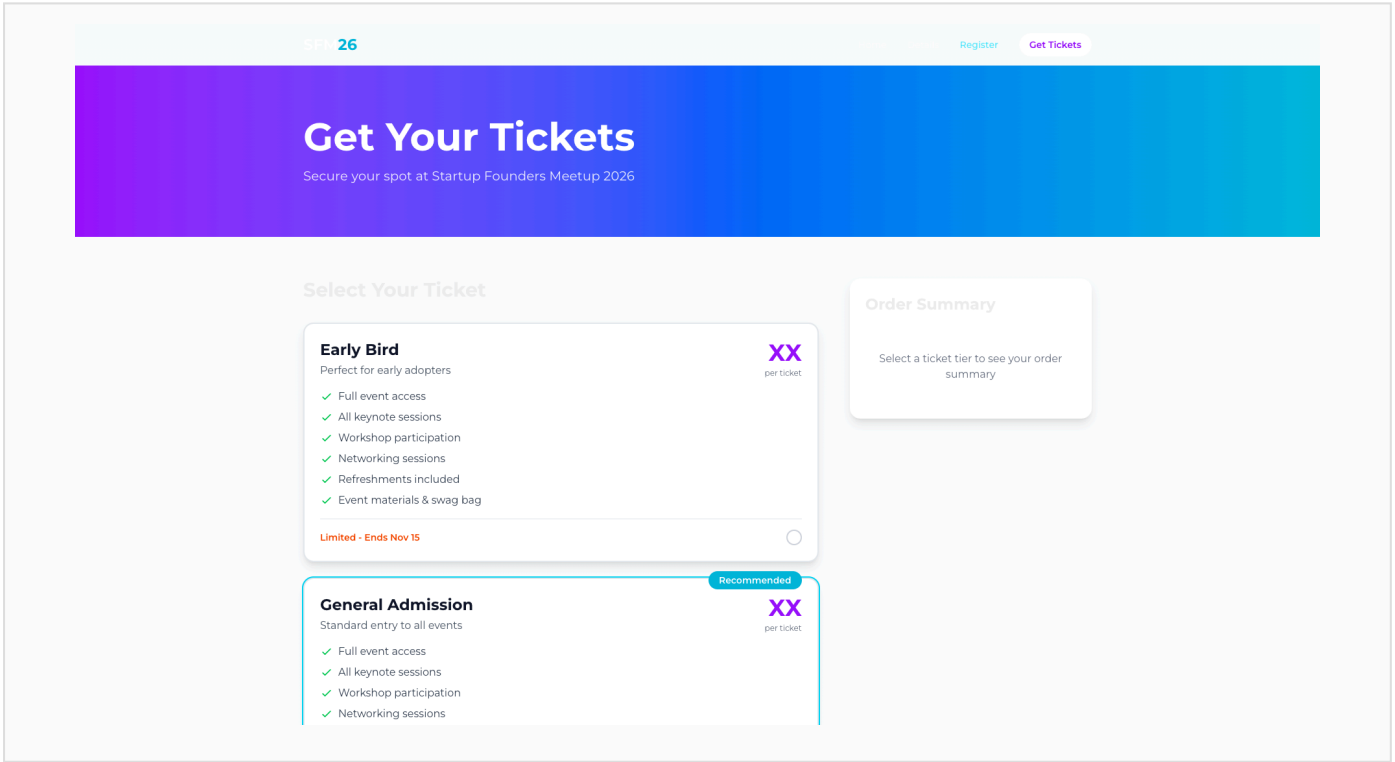 SFM26
Register
Get Tickets
Get Your Tickets
Secure your spot at Startup Founders Meetup 2026
Select Your Ticket
Early Bird
Perfect for early adopters
XX
per ticket
Full event access
All keynote sessions
Workshop participation
Networking sessions
Refreshments included
Event materials & swag bag
Limited - Ends Nov 15
Recommended
General Admission
Standard entry to all events
XX
per ticket
Full event access
All keynote sessions
Workshop participation
Networking sessions
Order Summary
Select a ticket tier to see your order
summary